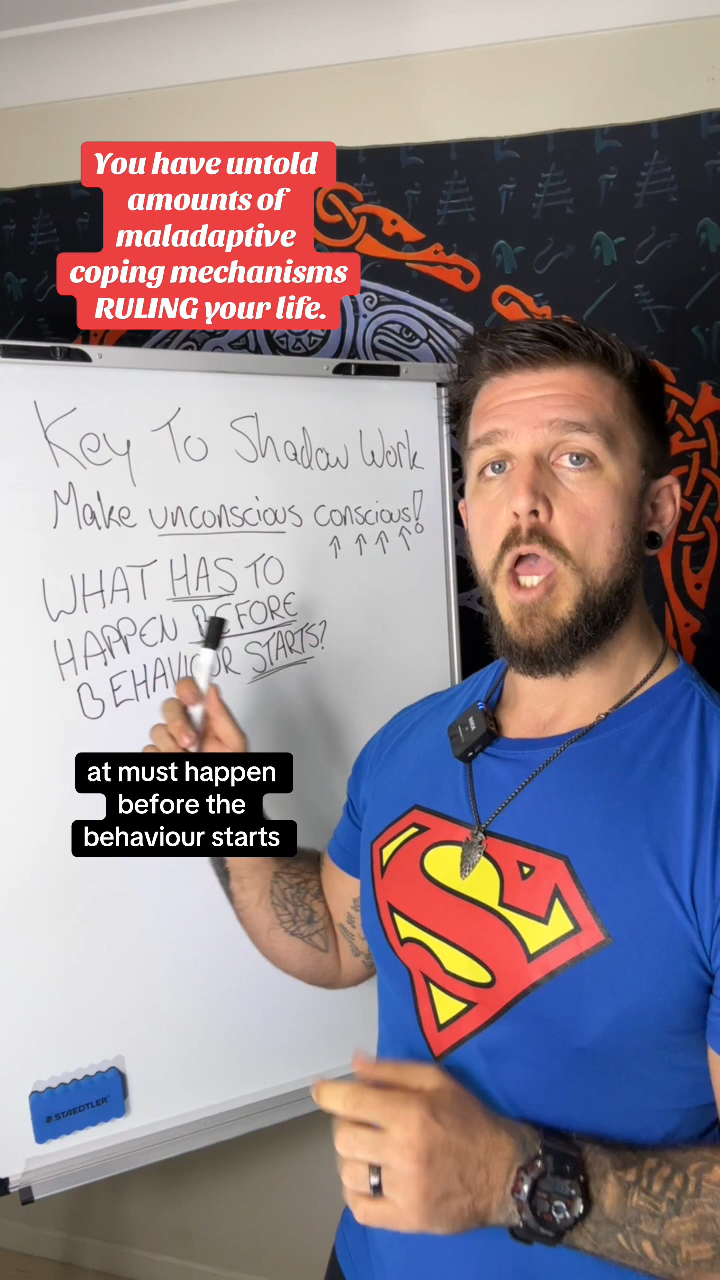 You have untold
amounts of
maladaptive
coping mechanisms
RULING your life.
Key To Shadow Work
Make unconscious conscious!
WHAT HAS TO
HAPPEN BEFORE
BEHAVIOUR STARTS?
at must happen
before the
behaviour starts
STAEDTLER